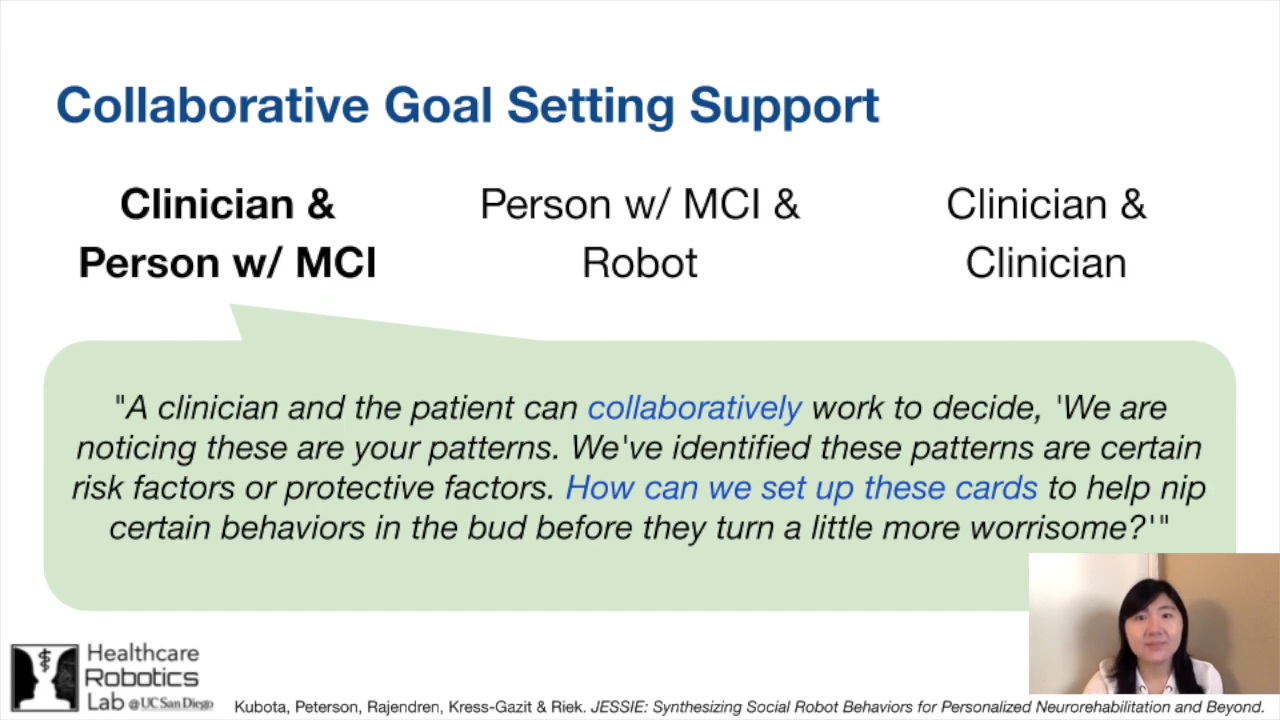 Collaborative Goal Setting Support
Clinician &
Person w/ MCI
Person w/ MCI &
Robot
Clinician &
Clinician
"A clinician and the patient can collaboratively work to decide, 'We are
noticing these are your patterns. We've identified these patterns are certain
risk factors or protective factors. How can we set up these cards to help nip
certain behaviors in the bud before they turn a little more worrisome?'"
Healthcare
Robotics
Lab @ UC San Diego
Kubota, Peterson, Rajendren, Kress-Gazit & Riek. JESSIE: Synthesizing Social Robot Behaviors for Personalized Neurorehabilitation and Beyond.